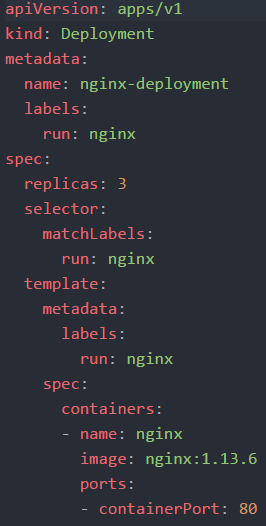 apiVersion: apps/v1
kind: Deployment
metadata:
  name: nginx-deployment
  labels:
    run: nginx
spec:
  replicas: 3
  selector:
    matchLabels:
      run: nginx
  template:
    metadata:
      labels:
        run: nginx
    spec:
      containers:
      - name: nginx
        image: nginx:1.13.6
        ports:
        - containerPort: 80